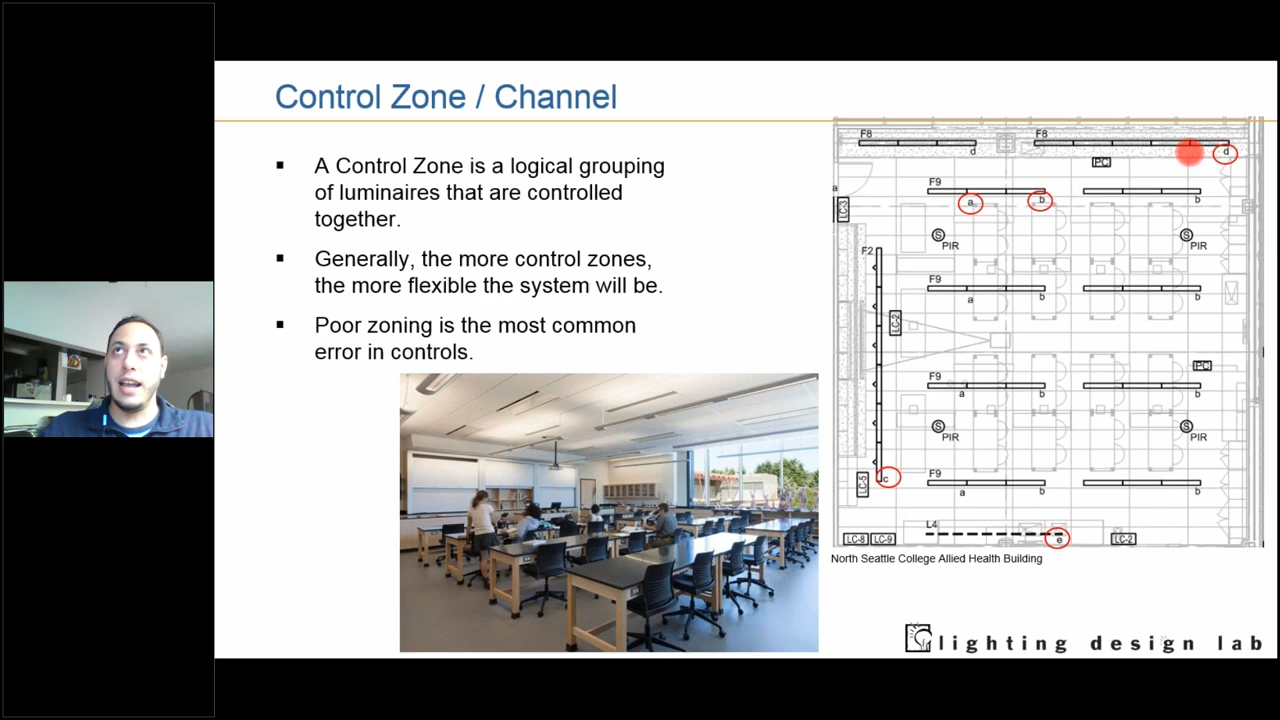 Control Zone / Channel
▪ A Control Zone is a logical grouping
of luminaires that are controlled
together.
▪ Generally, the more control zones,
the more flexible the system will be.
▪ Poor zoning is the most common
error in controls.
F8
F8
d
d
PC
a
LC-3
F9
a
b
b
S
PIR
S
PIR
F2
F9
a
b
b
LC-2
PC
F9
a
b
b
S
PIR
S
PIR
c
LC-5
F9
a
b
b
L4
e
LC-8
LC-9
LC-2
North Seattle College Allied Health Building
lighting design lab